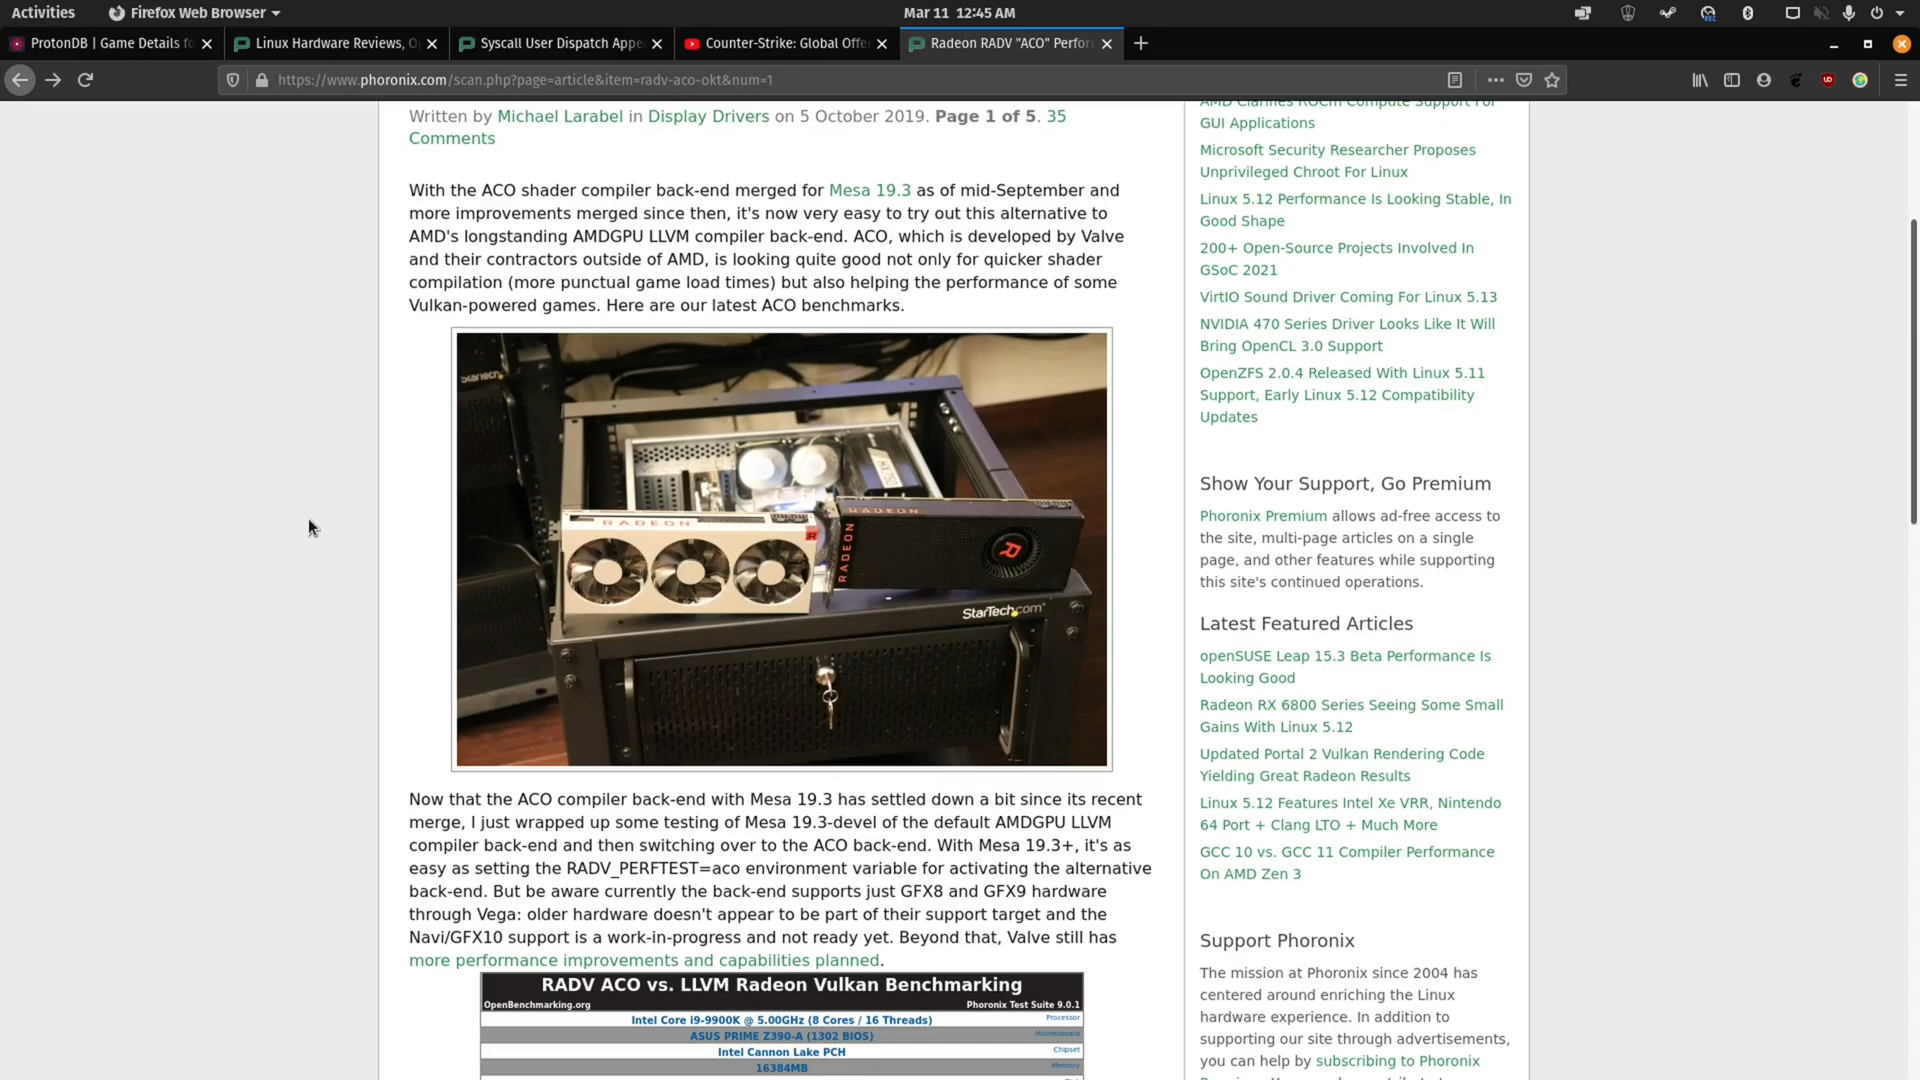 Activities
Firefox Web Browser
Mar 11 12:45 AM
ProtonDB | Game Details fo
Linux Hardware Reviews, O
Syscall User Dispatch Appe
Counter-Strike: Global Offe
Radeon RADV "ACO" Perfor
https://www.phoronix.com/scan.php?page=article&item=radv-aco-okt&num=1
Written by Michael Larabel in Display Drivers on 5 October 2019. Page 1 of 5. 35
Comments
With the ACO shader compiler back-end merged for Mesa 19.3 as of mid-September and
more improvements merged since then, it's now very easy to try out this alternative to
AMD's longstanding AMDGPU LLVM compiler back-end. ACO, which is developed by Valve
and their contractors outside of AMD, is looking quite good not only for quicker shader
compilation (more punctual game load times) but also helping the performance of some
Vulkan-powered games. Here are our latest ACO benchmarks.
StarTech
RADEON
RADEON
RADEON
R
StarTech.com
Now that the ACO compiler back-end with Mesa 19.3 has settled down a bit since its recent
merge, I just wrapped up some testing of Mesa 19.3-devel of the default AMDGPU LLVM
compiler back-end and then switching over to the ACO back-end. With Mesa 19.3+, it's as
easy as setting the RADV_PERFTEST=aco environment variable for activating the alternative
back-end. But be aware currently the back-end supports just GFX8 and GFX9 hardware
through Vega: older hardware doesn't appear to be part of their support target and the
Navi/GFX10 support is a work-in-progress and not ready yet. Beyond that, Valve still has
more performance improvements and capabilities planned.
RADV ACO vs. LLVM Radeon Vulkan Benchmarking
OpenBenchmarking.org
Phoronix Test Suite 9.0.1
Intel Core i9-9900K @ 5.00GHz (8 Cores / 16 Threads)
Processor
ASUS PRIME Z390-A (1302 BIOS)
Motherboard
Intel Cannon Lake PCH
Chipset
16384MB
Memory
AMD Clarifies ROCm Compute Support For
GUI Applications
Microsoft Security Researcher Proposes
Unprivileged Chroot For Linux
Linux 5.12 Performance Is Looking Stable, In
Good Shape
200+ Open-Source Projects Involved In
GSoC 2021
VirtIO Sound Driver Coming For Linux 5.13
NVIDIA 470 Series Driver Looks Like It Will
Bring OpenCL 3.0 Support
OpenZFS 2.0.4 Released With Linux 5.11
Support, Early Linux 5.12 Compatibility
Updates
Show Your Support, Go Premium
Phoronix Premium allows ad-free access to
the site, multi-page articles on a single
page, and other features while supporting
this site's continued operations.
Latest Featured Articles
openSUSE Leap 15.3 Beta Performance Is
Looking Good
Radeon RX 6800 Series Seeing Some Small
Gains With Linux 5.12
Updated Portal 2 Vulkan Rendering Code
Yielding Great Radeon Results
Linux 5.12 Features Intel Xe VRR, Nintendo
64 Port + Clang LTO + Much More
GCC 10 vs. GCC 11 Compiler Performance
On AMD Zen 3
Support Phoronix
The mission at Phoronix since 2004 has
centered around enriching the Linux
hardware experience. In addition to
supporting our site through advertisements,
you can help by subscribing to Phoronix